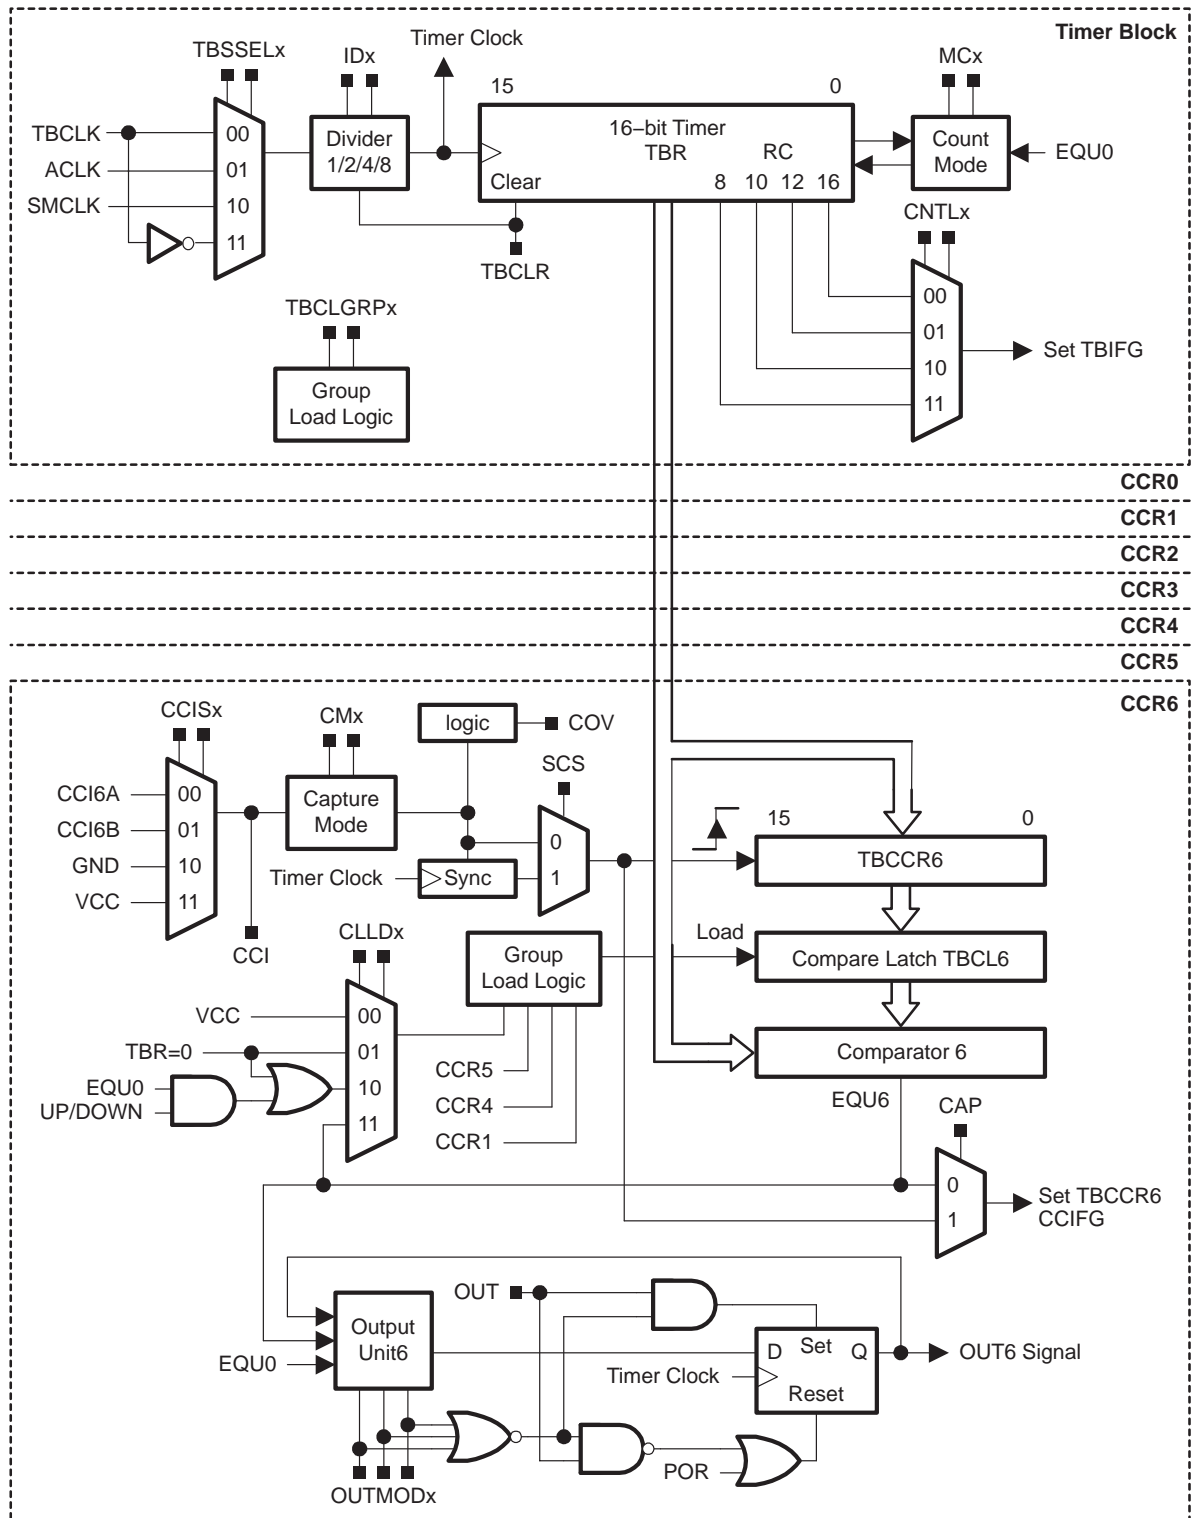 Timer Block
Timer Clock
TBSSELx
IDx
MCx
15
0
TBCLK
00
Divider
1/2/4/8
16−bit Timer
TBR
RC
Count
Mode
EQU0
ACLK
01
Clear
8
10
12
16
SMCLK
10
CNTLx
11
TBCLR
00
TBCLGRPx
01
Set TBIFG
Group
Load Logic
10
11
CCR0
CCR1
CCR2
CCR3
CCR4
CCR5
CCR6
CCISx
CMx
logic
COV
SCS
CCI6A
00
Capture
Mode
15
0
CCI6B
01
0
GND
10
TBCCR6
Timer Clock
Sync
1
VCC
11
CCI
CLLDx
Load
Group
Load Logic
Compare Latch TBCL6
VCC
00
TBR=0
01
Comparator 6
CCR5
EQU0
10
UP/DOWN
CCR4
EQU6
CAP
11
CCR1
0
Set TBCCR6
CCIFG
1
OUT
Output
Unit6
EQU0
D
Set
Q
OUT6 Signal
Timer Clock
Reset
POR
OUTMODx